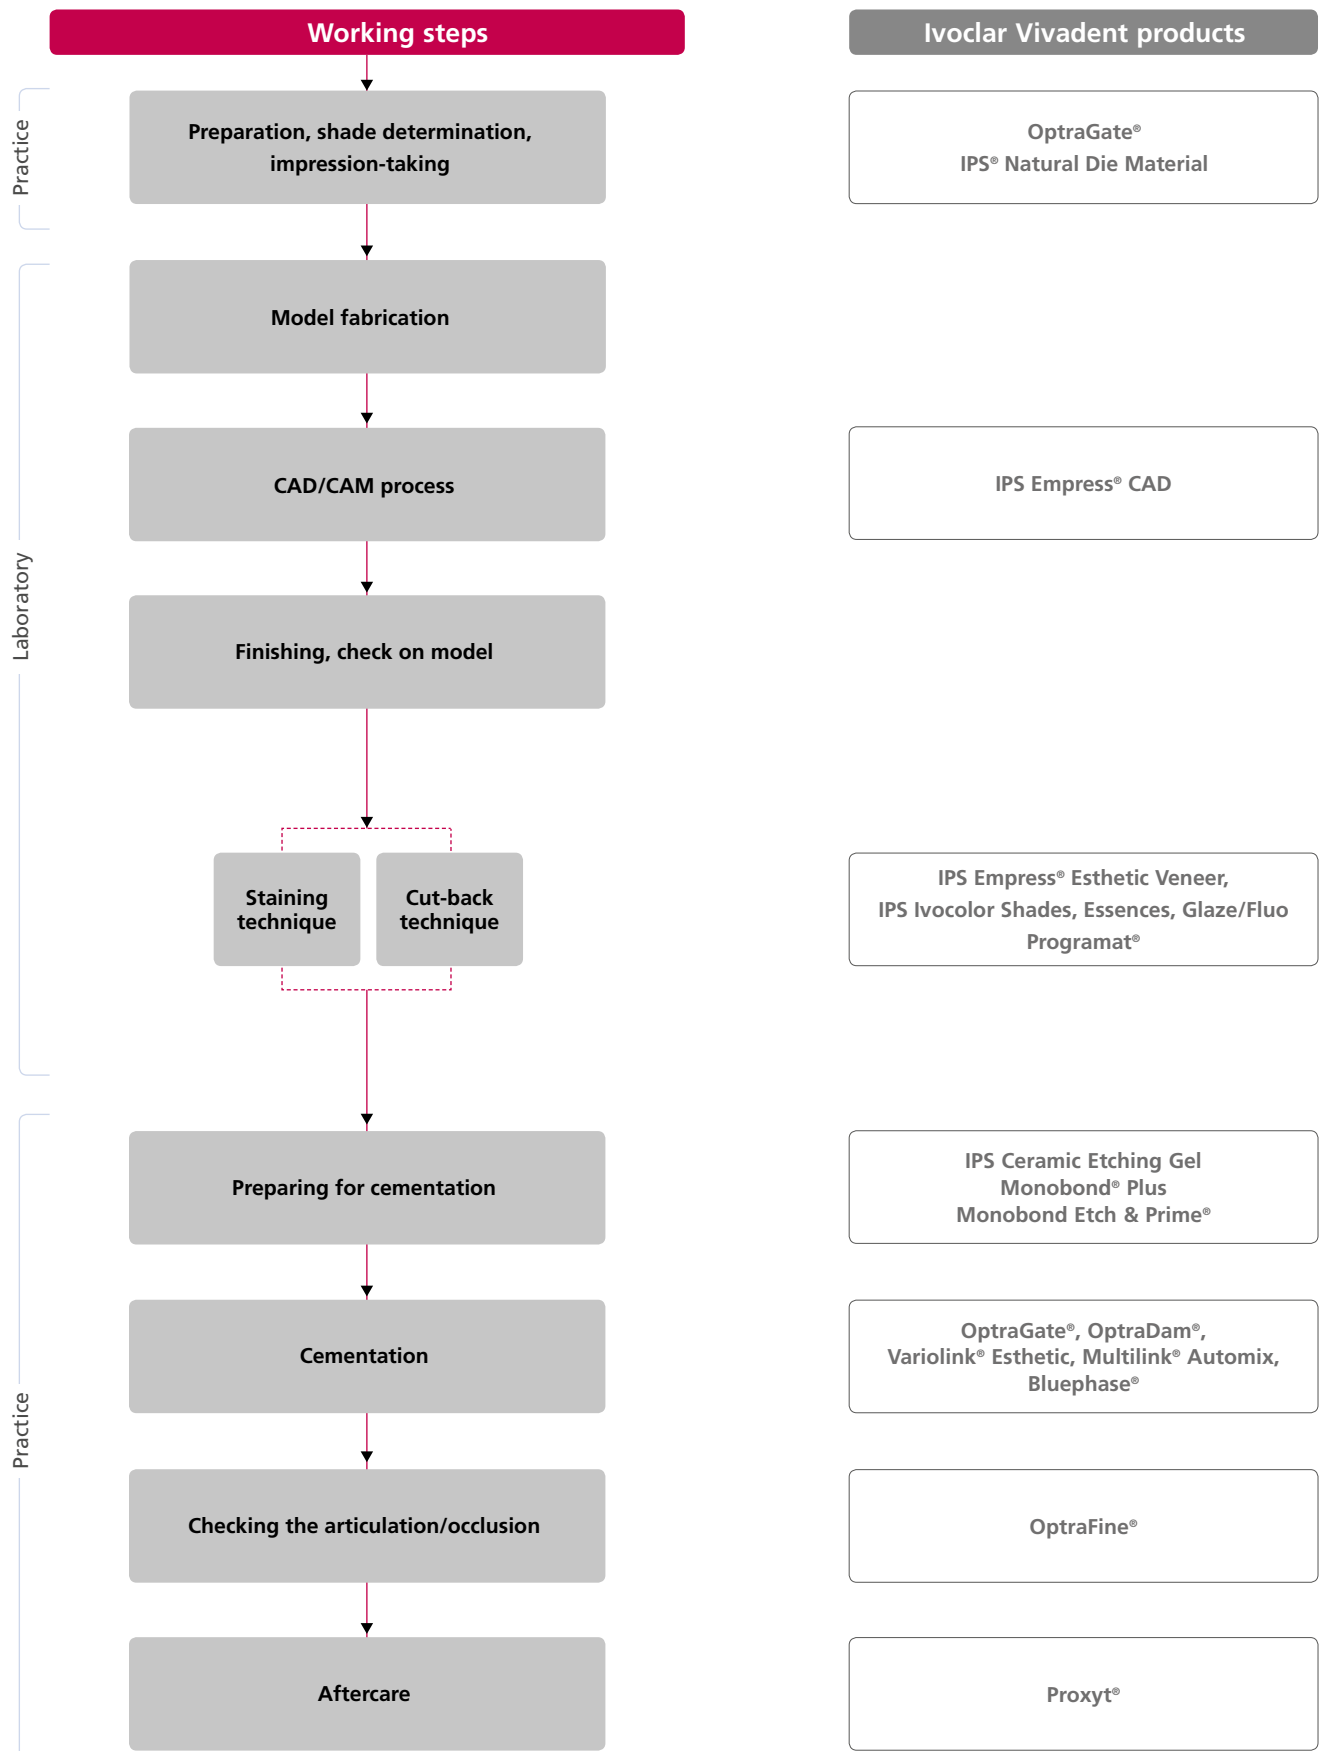 Working steps
Ivoclar Vivadent products
Practice
Preparation, shade determination,
impression-taking
OptraGate®
IPS® Natural Die Material
Laboratory
Model fabrication
CAD/CAM process
IPS Empress® CAD
Finishing, check on model
Staining
technique
Cut-back
technique
IPS Empress® Esthetic Veneer,
IPS Ivocolor Shades, Essences, Glaze/Fluo
Programat®
Practice
Preparing for cementation
IPS Ceramic Etching Gel
Monobond® Plus
Monobond Etch & Prime®
Cementation
OptraGate®, OptraDam®,
Variolink® Esthetic, Multilink® Automix,
Bluephase®
Checking the articulation/occlusion
OptraFine®
Aftercare
Proxyt®